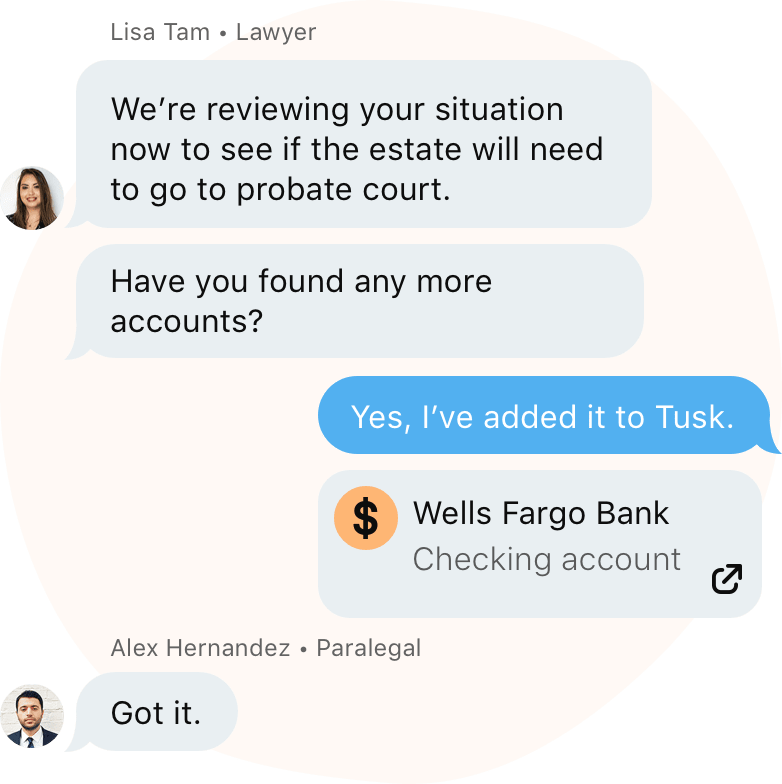 Lisa Tam • Lawyer
We’re reviewing your situation
now to see if the estate will need
to go to probate court.
Have you found any more
accounts?
Yes, I’ve added it to Tusk.
$
Wells Fargo Bank
Checking account
Alex Hernandez • Paralegal
Got it.